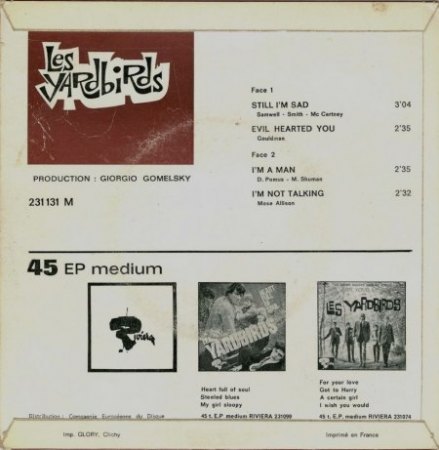 Les
YARDBIRDS
PRODUCTION : GIORGIO GOMELSKY
231131 M
Face 1
STILL I'M SAD 3'04
Samwell - Smith - Mc Cartney
EVIL HEARTED YOU 2'35
Gouldman
Face 2
I'M A MAN 2'35
D. Pomus - M. Shuman
I'M NOT TALKING 2'32
Mose Allison
45 EP medium
Riviera
YARDBIRDS
Heart full of soul
Steeled blues
My girl sloopy
45 t. E.P. medium RIVIERA 231099
LES YARDBIRDS
For your love
Got to Hurry
A certain girl
I wish you would
45 t. E.P. medium RIVIERA 231074
Distribution : Compagnie Européenne du Disque
Imp. GLORY, Clichy
Imprimé en France